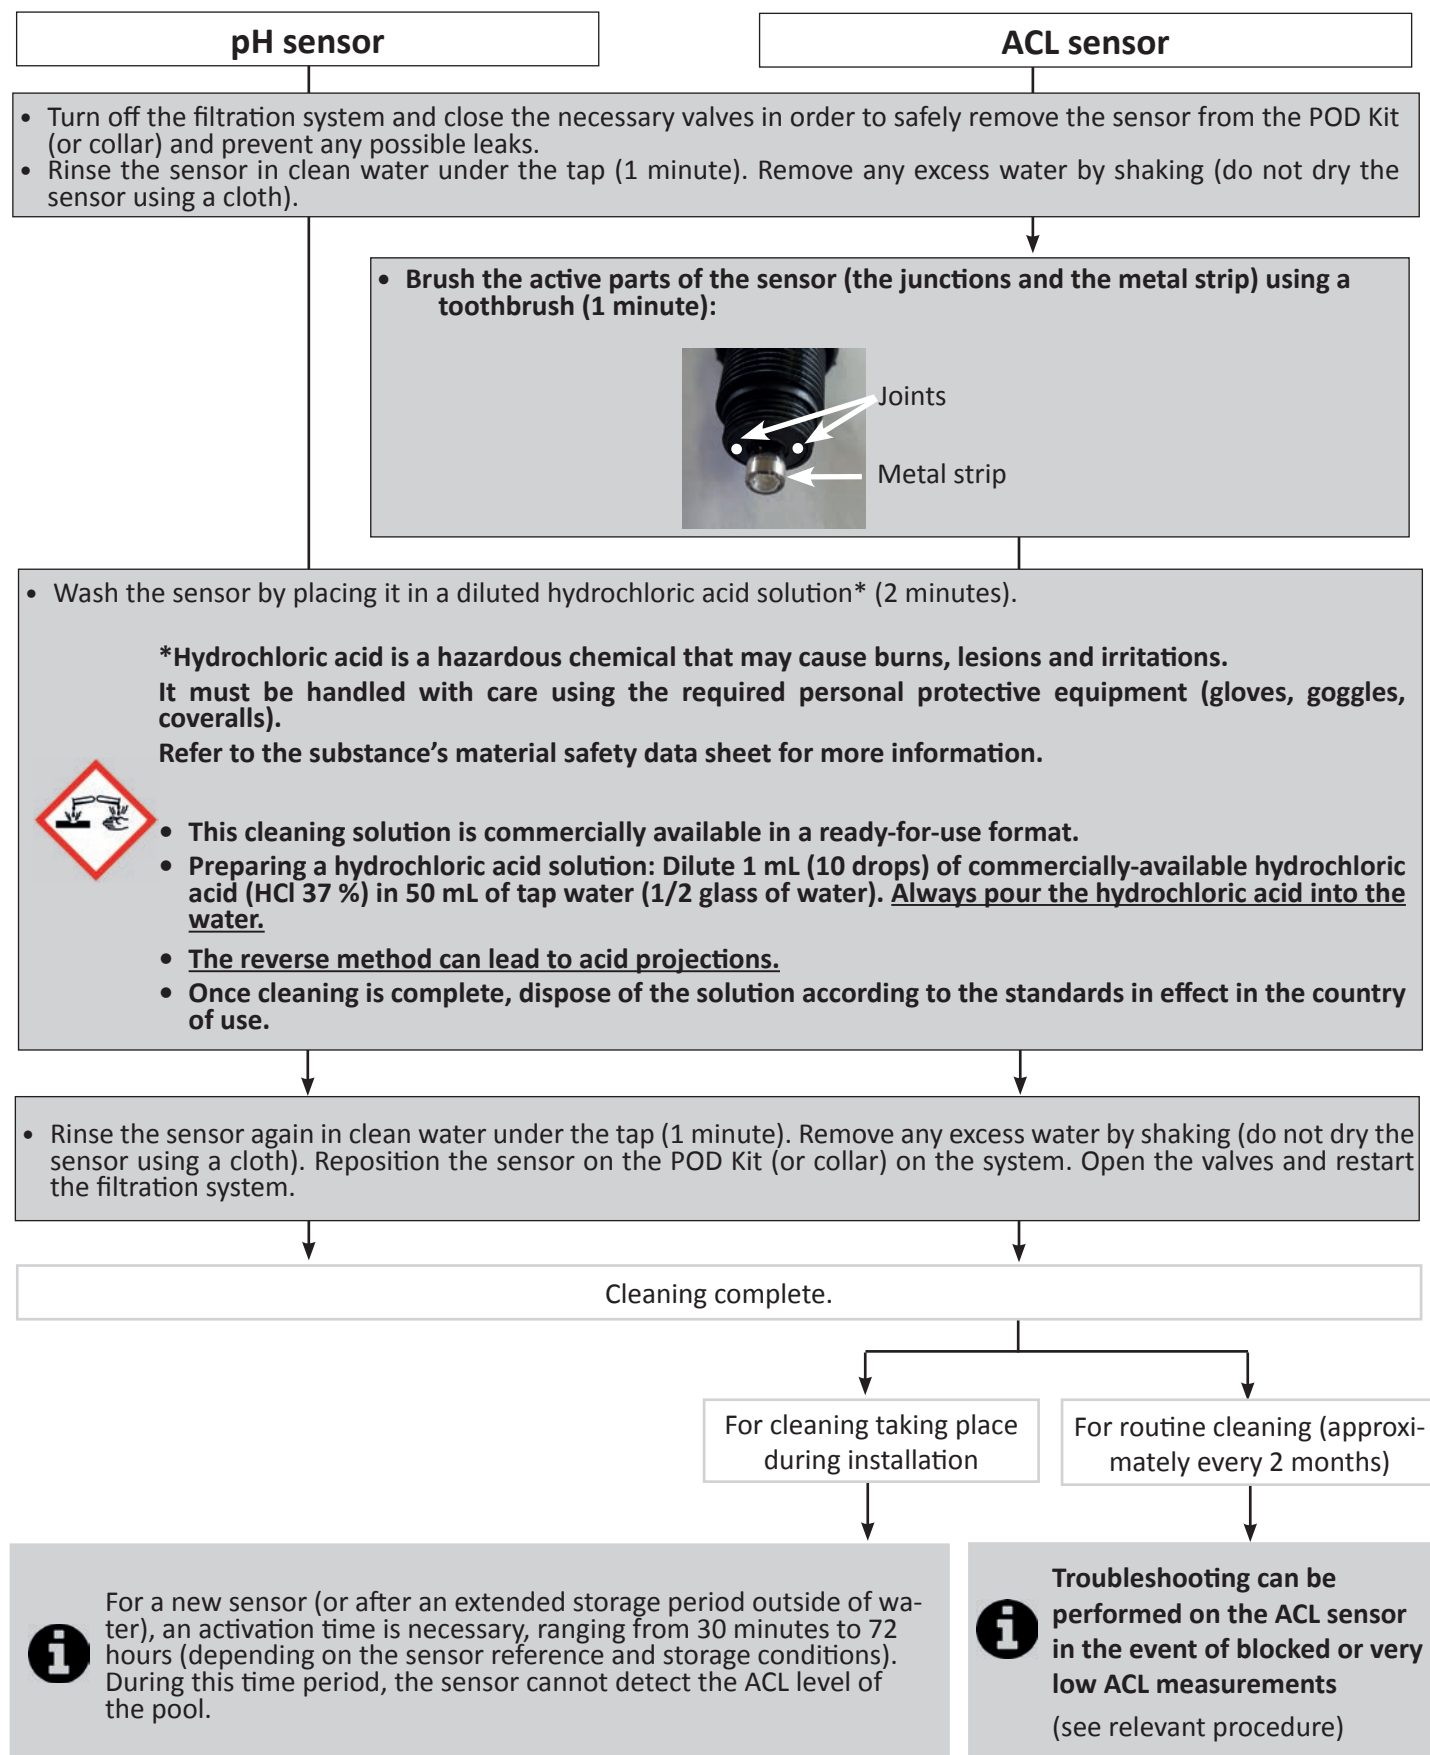 pH sensor
ACL sensor
• Turn off the filtration system and close the necessary valves in order to safely remove the sensor from the POD Kit
(or collar) and prevent any possible leaks.
• Rinse the sensor in clean water under the tap (1 minute). Remove any excess water by shaking (do not dry the
sensor using a cloth).
• Brush the active parts of the sensor (the junctions and the metal strip) using a
toothbrush (1 minute):
Joints
Metal strip
• Wash the sensor by placing it in a diluted hydrochloric acid solution* (2 minutes).
*Hydrochloric acid is a hazardous chemical that may cause burns, lesions and irritations.
It must be handled with care using the required personal protective equipment (gloves, goggles,
coveralls).
Refer to the substance’s material safety data sheet for more information.
• This cleaning solution is commercially available in a ready-for-use format.
• Preparing a hydrochloric acid solution: Dilute 1 mL (10 drops) of commercially-available hydrochloric
acid (HCl 37 %) in 50 mL of tap water (1/2 glass of water). Always pour the hydrochloric acid into the
water.
• The reverse method can lead to acid projections.
• Once cleaning is complete, dispose of the solution according to the standards in effect in the country
of use.
• Rinse the sensor again in clean water under the tap (1 minute). Remove any excess water by shaking (do not dry the
sensor using a cloth). Reposition the sensor on the POD Kit (or collar) on the system. Open the valves and restart
the filtration system.
Cleaning complete.
For cleaning taking place
during installation
For routine cleaning (approxi-
mately every 2 months)
For a new sensor (or after an extended storage period outside of wa-
ter), an activation time is necessary, ranging from 30 minutes to 72
hours (depending on the sensor reference and storage conditions).
During this time period, the sensor cannot detect the ACL level of
the pool.
Troubleshooting can be
performed on the ACL sensor
in the event of blocked or very
low ACL measurements
(see relevant procedure)